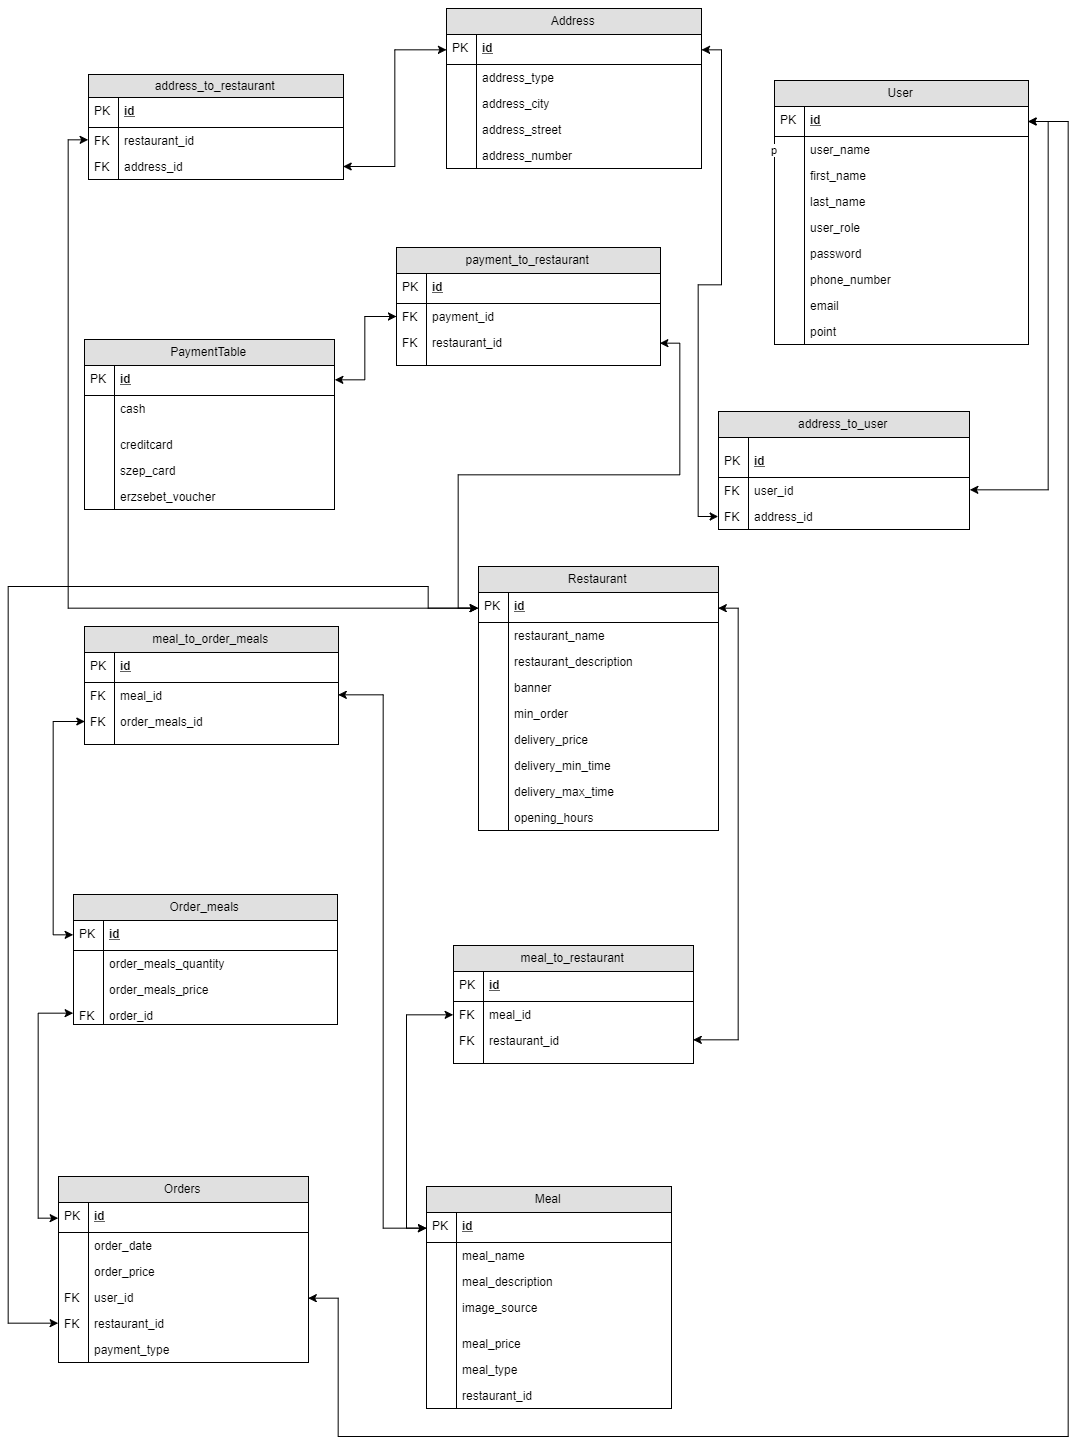 Address
PK id
address_type
address_city
address_street
address_number
address_to_restaurant
PK id
FK restaurant_id
FK address_id
User
PK id
p
user_name
first_name
last_name
user_role
password
phone_number
email
point
payment_to_restaurant
PK id
FK payment_id
FK restaurant_id
PaymentTable
PK id
cash
creditcard
szep_card
erzsebet_voucher
address_to_user
PK id
FK user_id
FK address_id
Restaurant
PK id
restaurant_name
restaurant_description
banner
min_order
delivery_price
delivery_min_time
delivery_max_time
opening_hours
meal_to_order_meals
PK id
FK meal_id
FK order_meals_id
Order_meals
PK id
order_meals_quantity
order_meals_price
FK order_id
meal_to_restaurant
PK id
FK meal_id
FK restaurant_id
Orders
PK id
order_date
order_price
FK user_id
FK restaurant_id
payment_type
Meal
PK id
meal_name
meal_description
image_source
meal_price
meal_type
restaurant_id